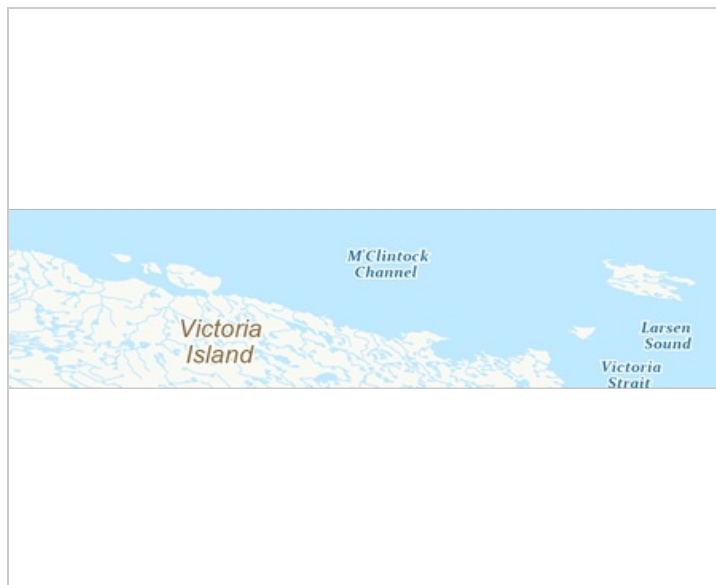 M'Clintock
Channel
Victoria
Island
Larsen
Sound
Victoria
Strait